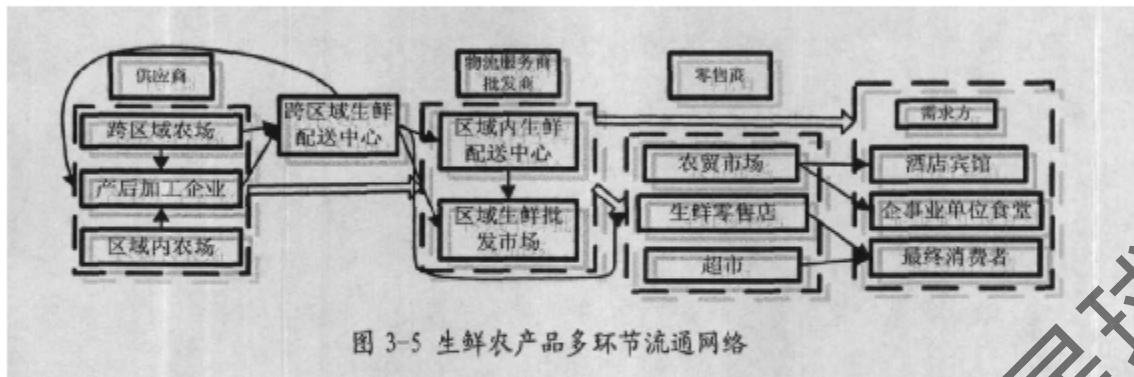 供应商
物流服务商
批发商
零售商
需求方
跨区域农场
产后加工企业
区域内农场
跨区域生鲜
配送中心
区域内生鲜
配送中心
区域生鲜批
发市场
农贸市场
生鲜零售店
超市
酒店宾馆
企事业单位食堂
最终消费者
图 3-5 生鲜农产品多环节流通网络